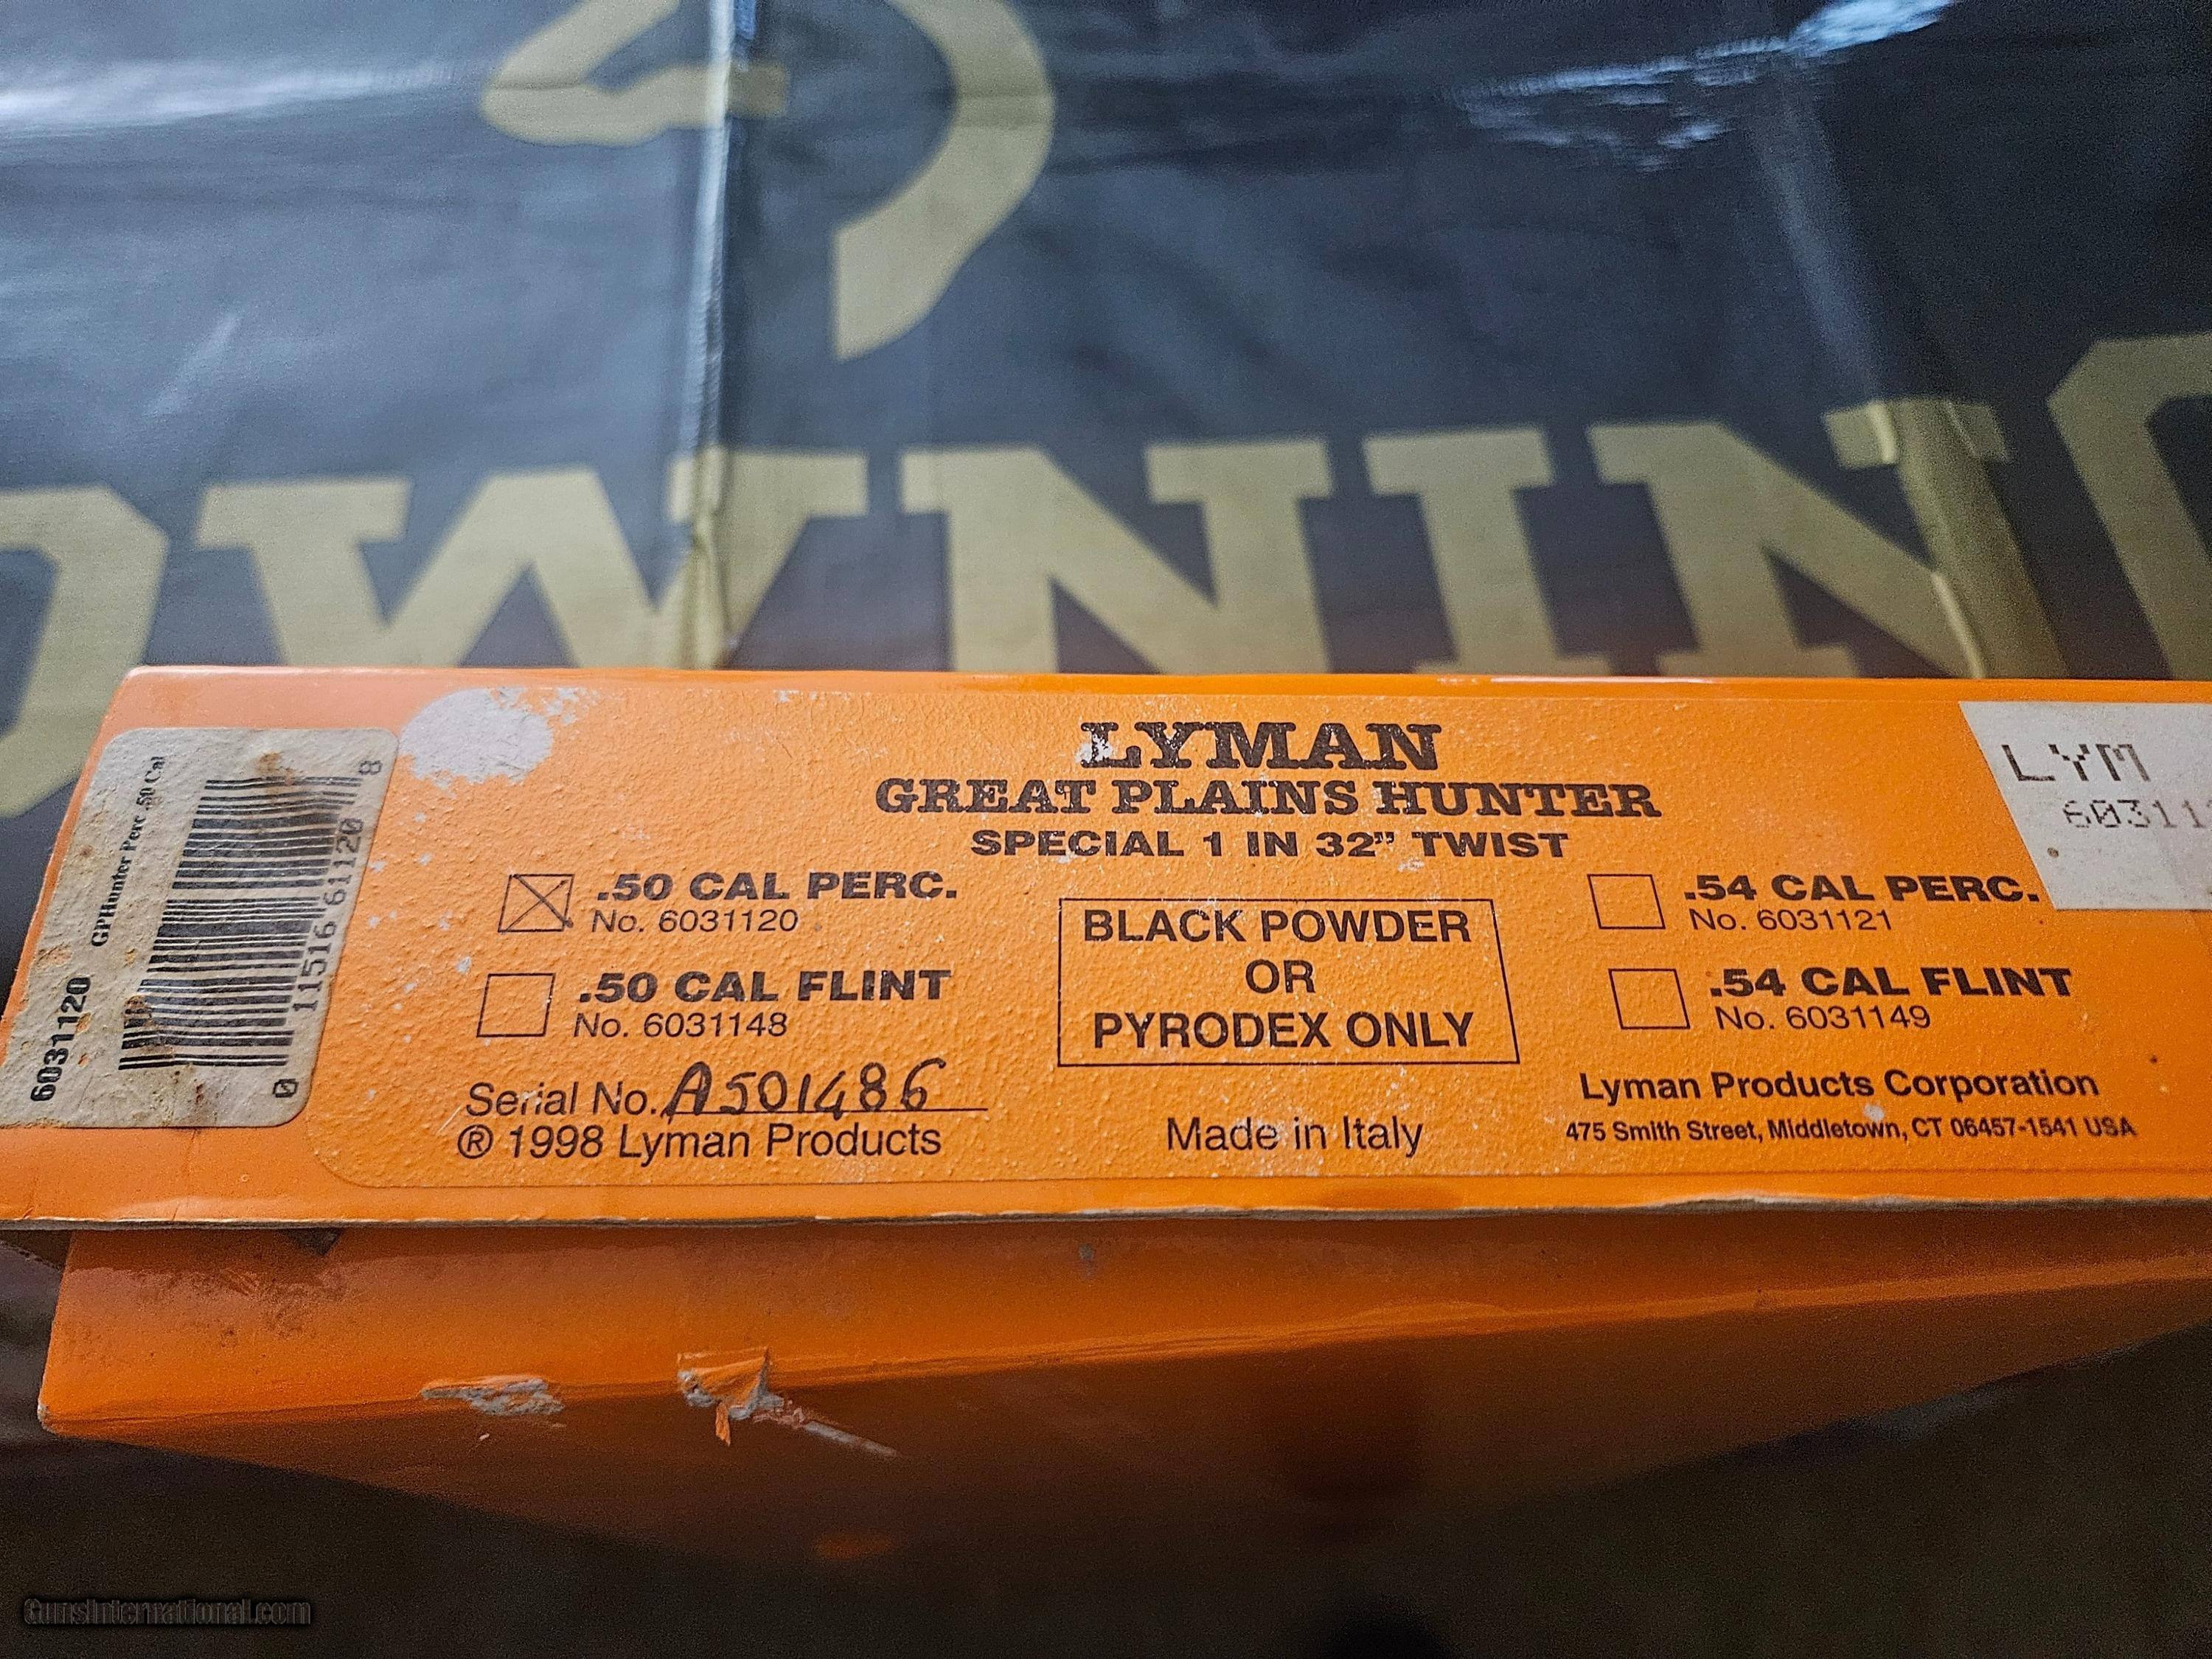 OWNING
LYMAN
GREAT PLAINS HUNTER
SPECIAL 1 IN 32" TWIST
.50 CAL PERC.
No. 6031120
.50 CAL FLINT
No. 6031148
BLACK POWDER
OR
PYRODEX ONLY
.54 CAL PERC.
No. 6031121
.54 CAL FLINT
No. 6031149
Serial No. A501486
® 1998 Lyman Products
Made in Italy
Lyman Products Corporation
475 Smith Street, Middletown, CT 06457-1541 USA
6031120
GPHunter Perc .50 Cal
0 11516 61120 8
LYM
60311
GunsInternational.com